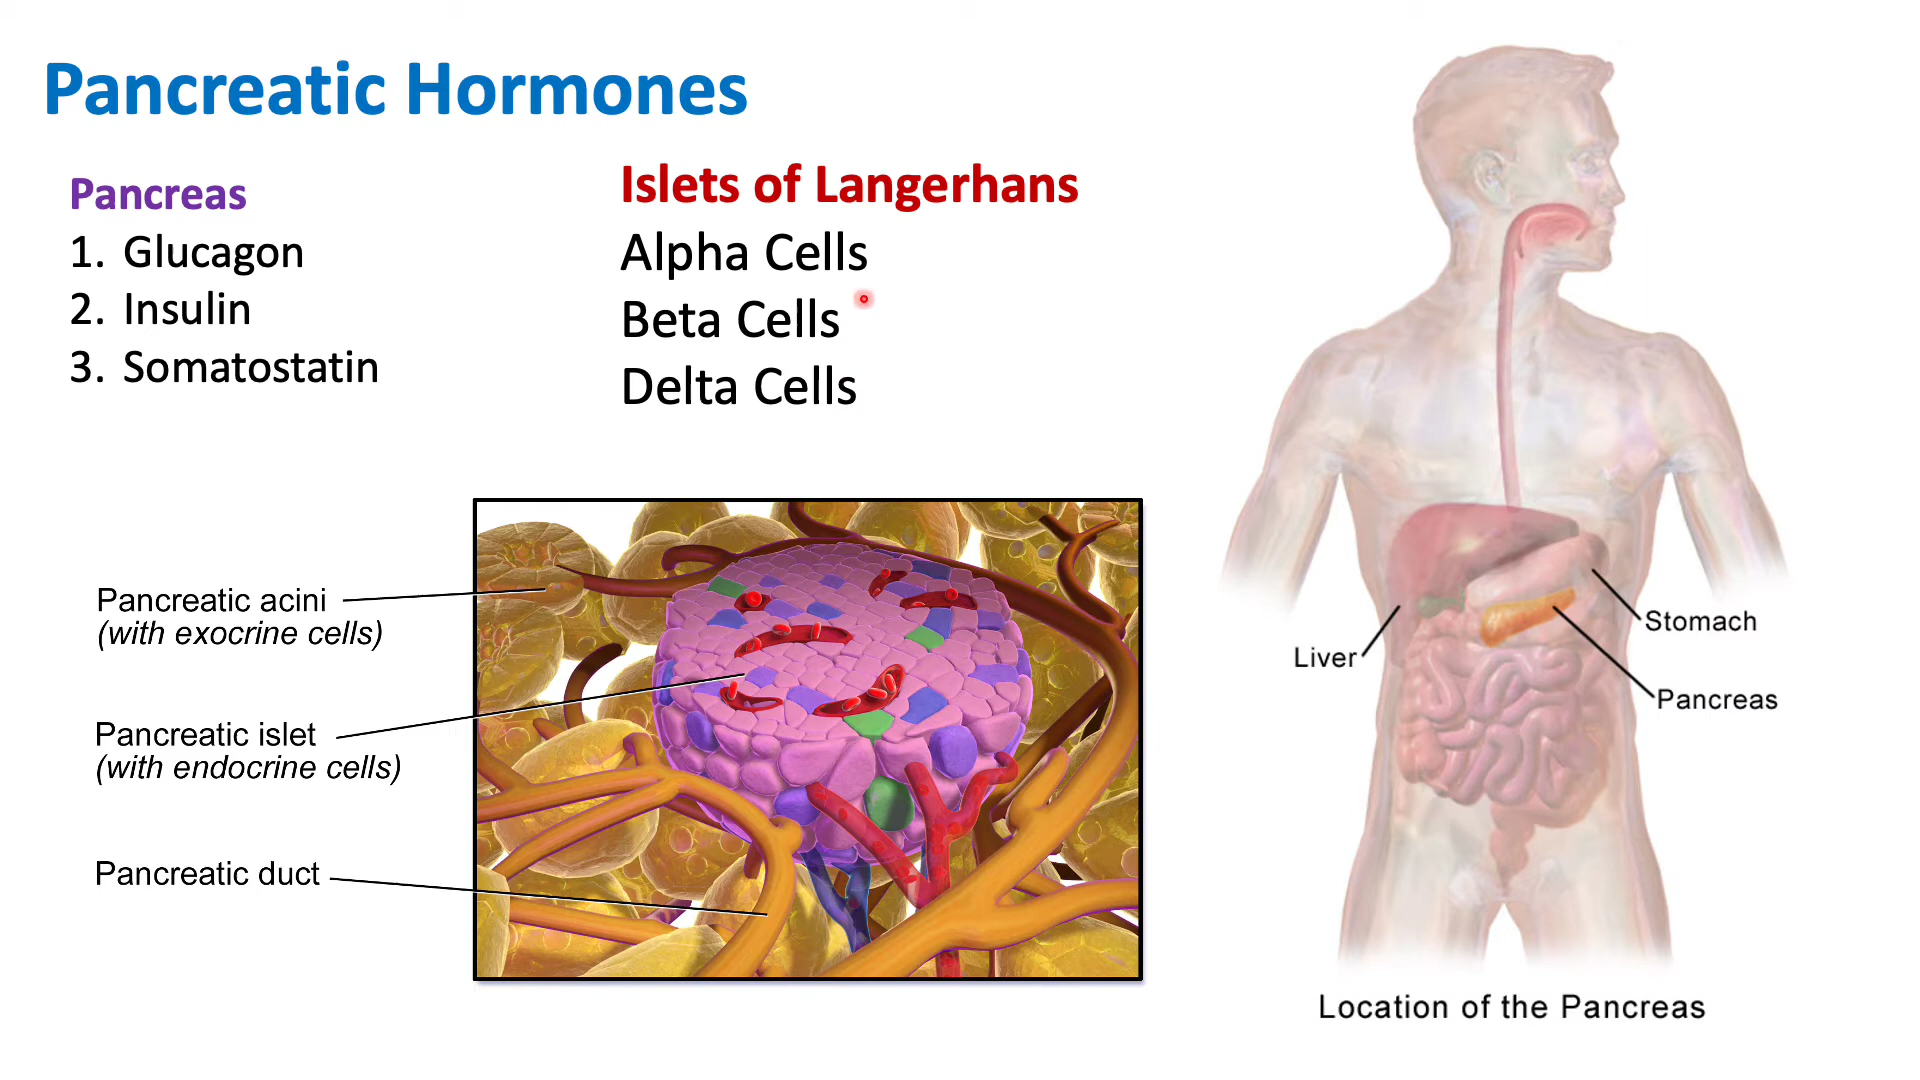 Pancreatic Hormones
Pancreas
1. Glucagon
2. Insulin
3. Somatostatin
Islets of Langerhans
Alpha Cells
Beta Cells
Delta Cells
Pancreatic acini
(with exocrine cells)
Pancreatic islet
(with endocrine cells)
Pancreatic duct
Liver
Stomach
Pancreas
Location of the Pancreas